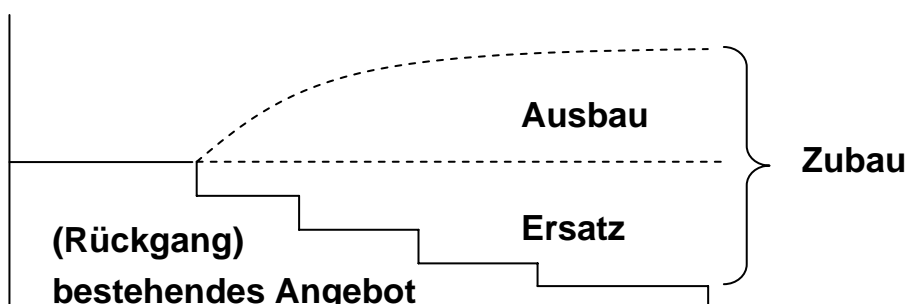 Ausbau
Zubau
Ersatz
(Rückgang)
bestehendes Angebot